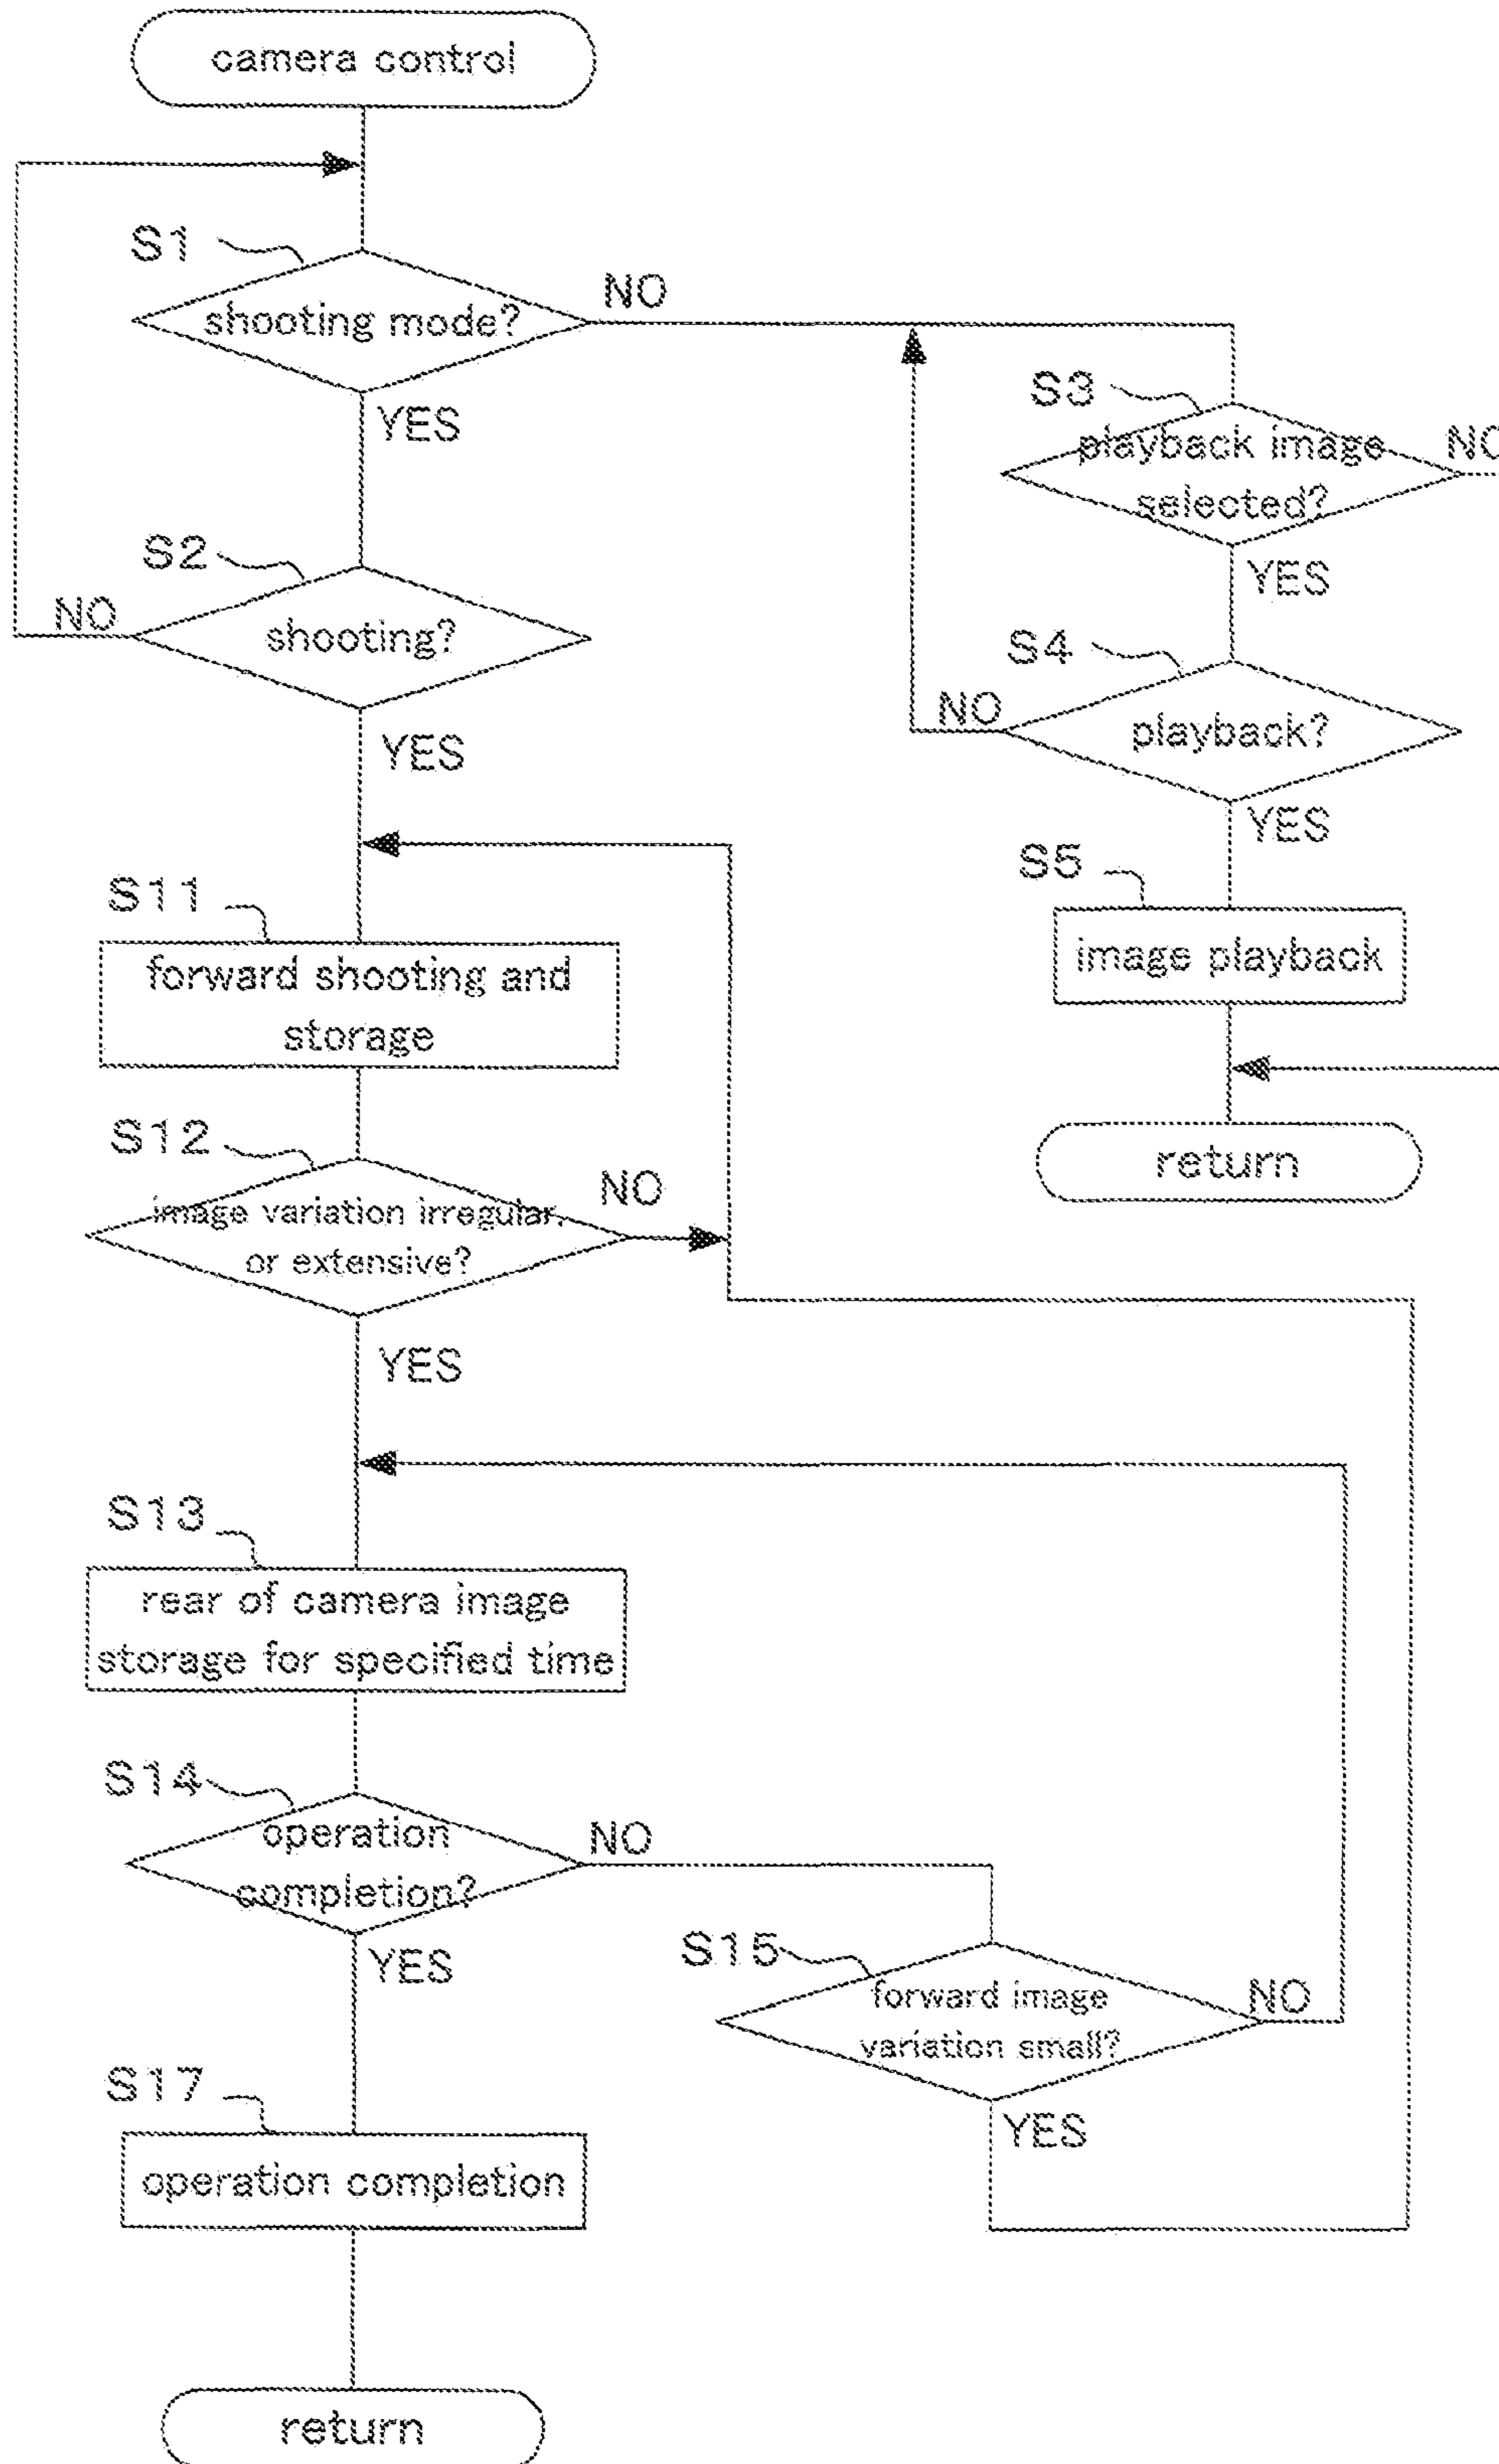 camera control
S1
shooting mode?
NO
YES
S3
playback image
selected?
NO
YES
S2
NO
shooting?
YES
S4
NO
playback?
YES
S5
image playback
return
S11
forward shooting and
storage
S12
image variation irregular,
or extensive?
NO
YES
S13
rear of camera image
storage for specified time
S14
operation
completion?
NO
YES
S15
forward image
variation small?
NO
YES
S17
operation completion
return